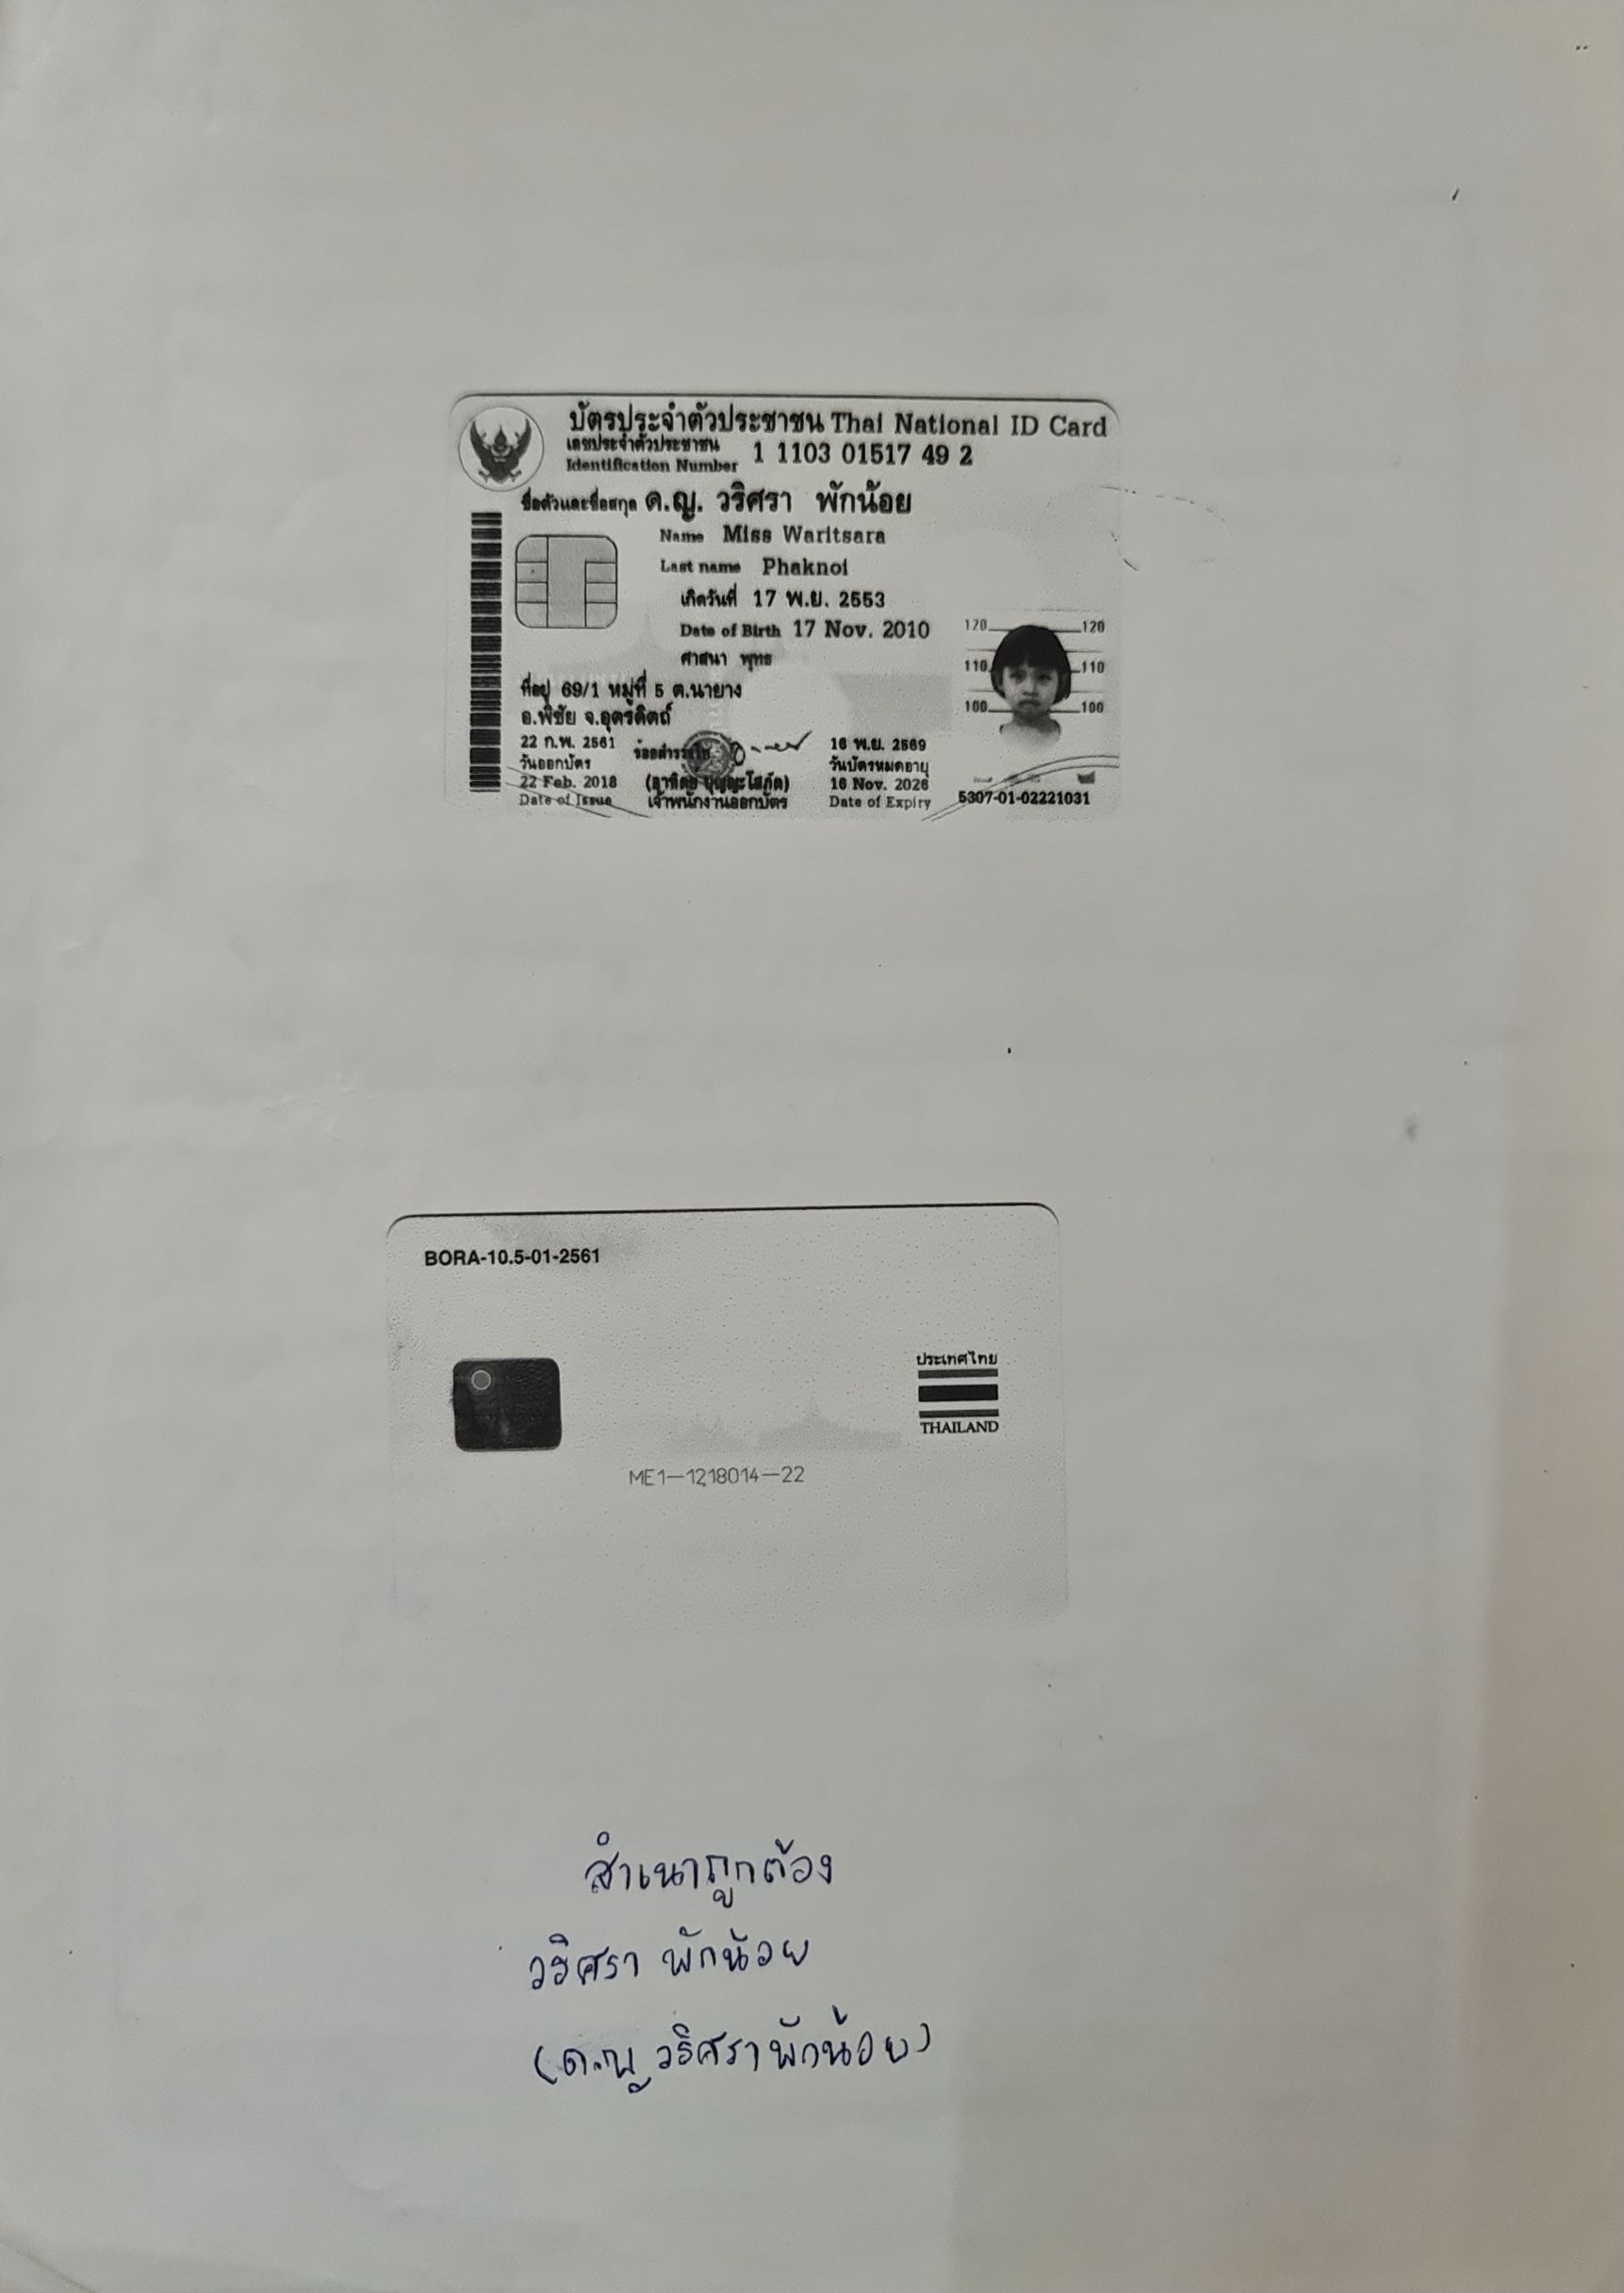 บัตรประจำตัวประชาชน Thai National ID Card
เลขประจำตัวประชาชน
Identification Number 1 1103 01517 49 2
ชื่อตัวและชื่อสกุล ด.ญ. วริศรา พักน้อย
Name Miss Waritsara
Last name Phaknoi
เกิดวันที่ 17 พ.ย. 2553
Date of Birth 17 Nov. 2010
ศาสนา พุทธ
ที่อยู่ 69/1 หมู่ที่ 5 ต.นายาง
อ.พิชัย จ.อุตรดิตถ์
120 120
110 110
100 100
22 ก.พ. 2561
วันออกบัตร
22 Feb. 2018
Date of Issue
เจ้าพนักงานออกบัตร
16 พ.ย. 2569
วันบัตรหมดอายุ
16 Nov. 2026
Date of Expiry
5307-01-02221031
BORA-10.5-01-2561
ประเทศไทย
THAILAND
ME1-1218014-22
สำเนาถูกต้อง
วริศรา พักน้อย
(ด.ญ วริศรา พักน้อย)